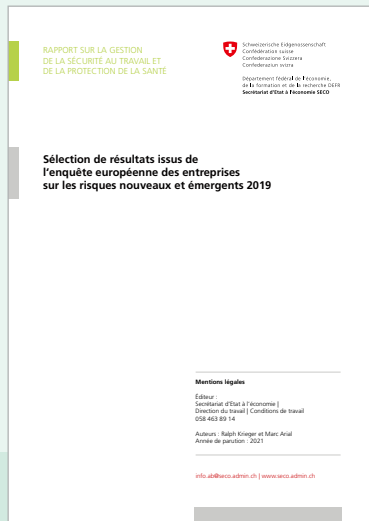 RAPPORT SUR LA GESTION
DE LA SÉCURITÉ AU TRAVAIL ET
DE LA PROTECTION DE LA SANTÉ
Schweizerische Eidgenossenschaft
Confédération suisse
Confederazione Svizzera
Confederaziun svizra
Département fédéral de l'économie,
de la formation et de la recherche DEFR
Secrétariat d'Etat à l'économie SECO
Sélection de résultats issus de
l'enquête européenne des entreprises
sur les risques nouveaux et émergents 2019
Mentions légales
Editeur :
Secrétariat d'Etat à l'économie |
Direction du travail | Conditions de travail
058 463 89 14
Auteurs : Ralph Krieger et Marc Arial
Année de parution : 2021
info.ab@seco.admin.ch | www.seco.admin.ch